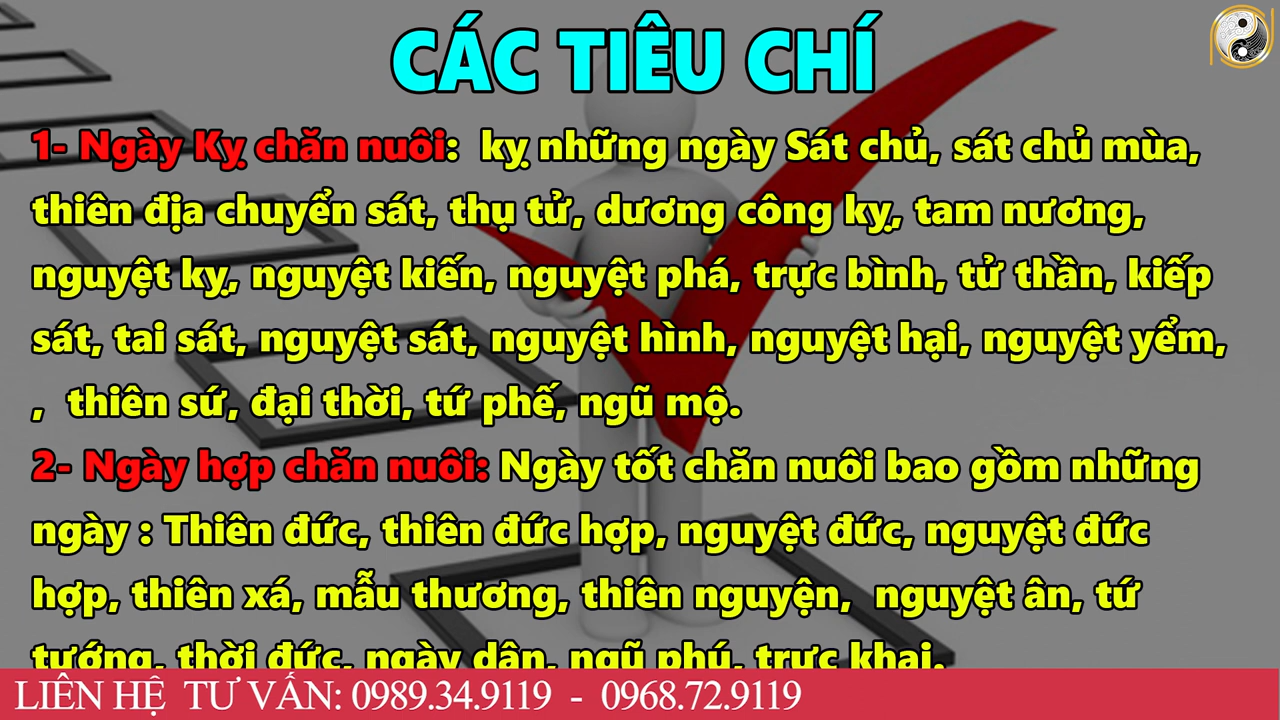 CÁC TIÊU CHÍ
1- Ngày Kỵ chăn nuôi:  kỵ những ngày Sát chủ, sát chủ mùa,
thiên địa chuyển sát, thụ tử, dương công kỵ, tam nương,
nguyệt kỵ, nguyệt kiến, nguyệt phá, trực bình, tử thần, kiếp
sát, tai sát, nguyệt sát, nguyệt hình, nguyệt hại, nguyệt yểm,
,  thiên sứ, đại thời, tứ phế, ngũ mộ.
2- Ngày hợp chăn nuôi: Ngày tốt chăn nuôi bao gồm những
ngày : Thiên đức, thiên đức hợp, nguyệt đức, nguyệt đức
hợp, thiên xá, mẫu thương, thiên nguyện,  nguyệt ân, tứ
tướng, thời đức, ngày dân, ngũ phú, trực khai.
LIÊN HỆ  TƯ VẤN: 0989.34.9119  -  0968.72.9119